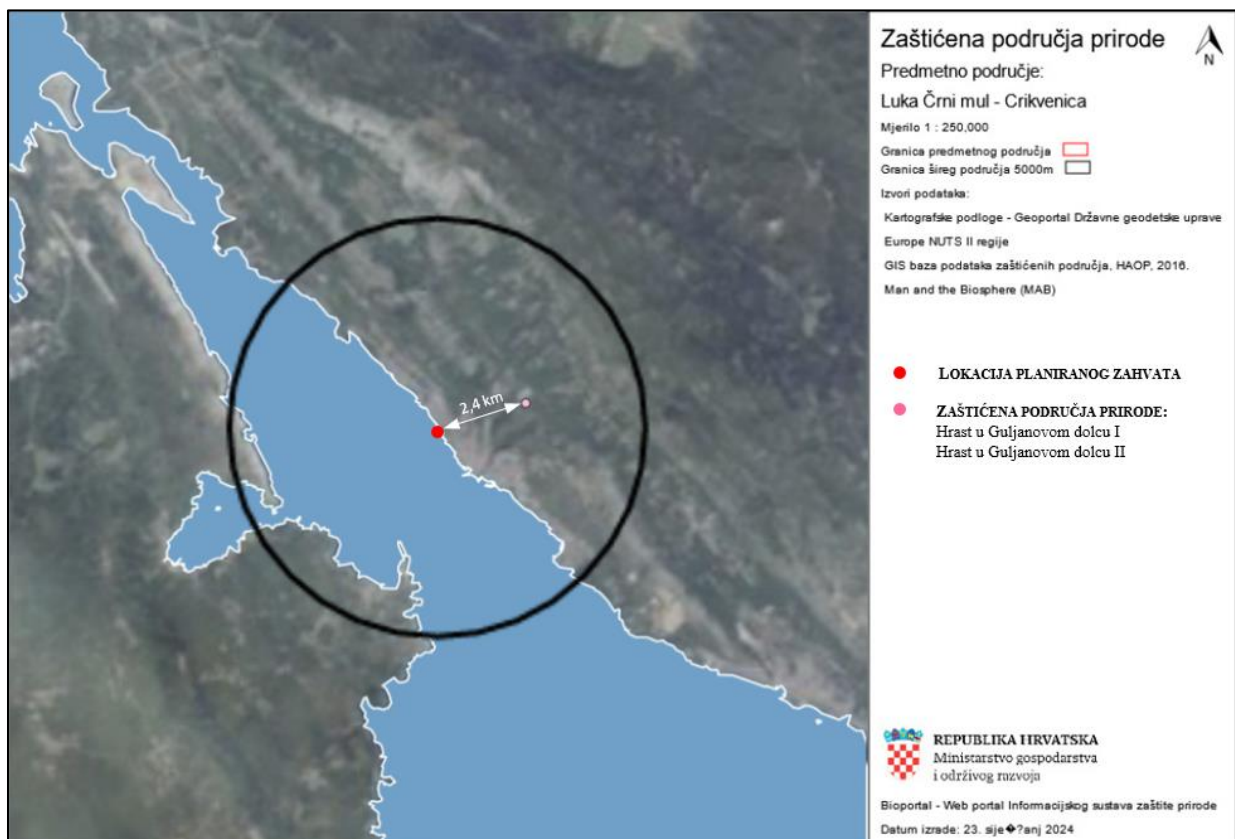 2,4 km
Zaštićena područja prirode
N
Predmetno područje:
Luka Črni mul - Crikvenica
Mjerilo 1 : 250,000
Granica predmetnog područja
Granica šireg područja 5000m
Izvori podataka:
Kartografske podloge - Geoportal Državne geodetske uprave
Europe NUTS II regije
GIS baza podataka zaštićenih područja, HAOP, 2016.
Man and the Biosphere (MAB)
LOKACIJA PLANIRANOG ZAHVATA
ZAŠTIĆENA PODRUČJA PRIRODE:
Hrast u Guljanovom dolcu I
Hrast u Guljanovom dolcu II
REPUBLIKA HRVATSKA
Ministarstvo gospodarstva
i održivog razvoja
Bioportal - Web portal Informacijskog sustava zaštite prirode
Datum izrade: 23. sije�?anj 2024